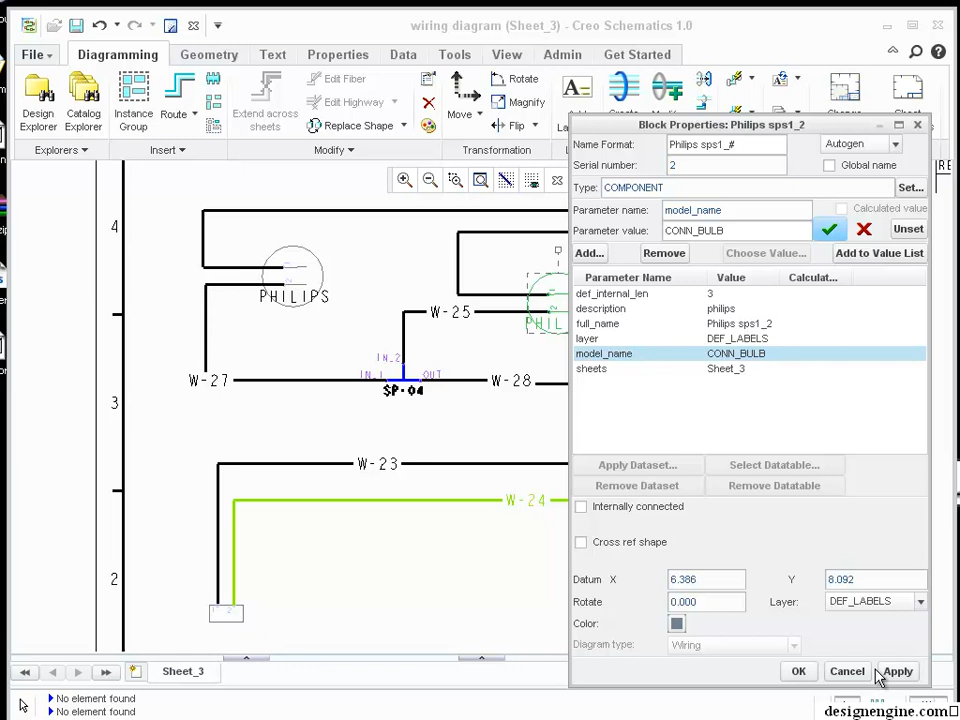 wiring diagram (Sheet_3) - Creo Schematics 1.0
File Diagramming Geometry Text Properties Data Tools View Admin Get Started
Design Explorer
Catalog Explorer
Instance Group
Route
Extend across sheets
Edit Fiber
Edit Highway
Replace Shape
Move
Rotate
Magnify
Flip
Explorers Insert Modify Transformation
Block Properties: Philips sps1_2
Name Format: Philips sps1_# Autogen
Serial number: 2 Global name
Type: COMPONENT Set...
Parameter name: model_name Calculated value
Parameter value: CONN_BULB Unset
Add... Remove Choose Value... Add to Value List
Parameter Name Value Calculat...
def_internal_len 3
description philips
full_name Philips sps1_2
layer DEF_LABELS
model_name CONN_BULB
sheets Sheet_3
Apply Dataset... Select Datatable...
Remove Dataset Remove Datatable
Internally connected
Cross ref shape
Datum X 6.386 Y 8.092
Rotate 0.000 Layer: DEF_LABELS
Color:
Diagram type: Wiring
OK Cancel Apply
4
PHILIPS
PHIL
W-25
IN_2
W-27 IN_1 OUT W-28
SP-04
3
W-23
W-24
2
1 2
Sheet_3
No element found
No element found
designengine.com